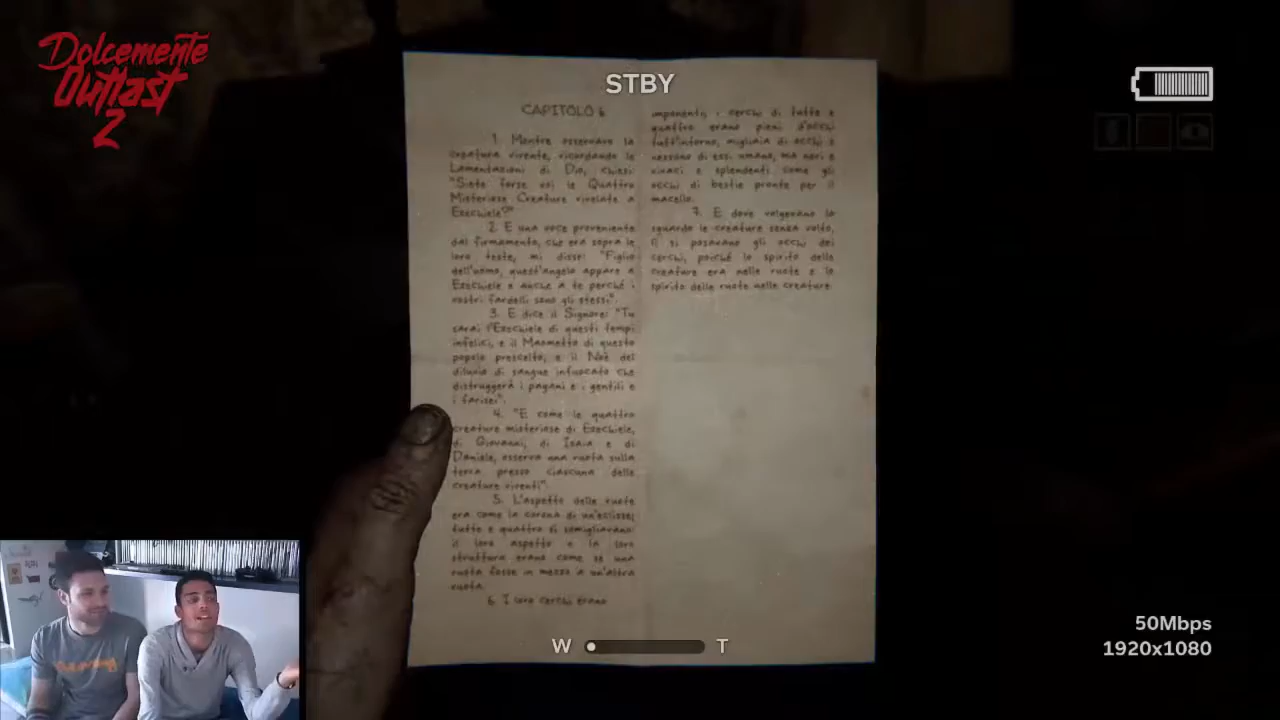 Dolcemente
Outlast
2
STBY
CAPITOLO 6
1. Mentre osservavo la
creatura vivente, ricordando le
Lamentazioni di Dio, chiesi:
"Siete forse voi le Quattro
Misteriose Creature rivelate a
Ezechiele?"
2. E una voce proveniente
dal firmamento, che era sopra le
loro teste, mi disse: "Figlio
dell'uomo, quest'angelo appare a
Ezechiele e anche a te perché i
vostri fardelli sono gli stessi".
3. E dice il Signore: "Tu
sarai l'Ezechiele di questi tempi
infelici, e il Maometto di questo
popolo prescelto, e il Noè del
diluvio di sangue infuocato che
distruggerà i pagani e i gentili e
i farisei".
4. "E come le quattro
creature misteriose di Ezechiele,
di Giovanni, di Isaia e di
Daniele, osserva una ruota sulla
terra presso ciascuna delle
creature viventi".
5. L'aspetto delle ruote
era come la corona di un'eclisse;
tutte e quattro si somigliavano:
il loro aspetto e la loro
struttura erano come se una
ruota fosse in mezzo a un'altra
ruota.
6. I loro cerchi erano
imponenti; i cerchi di tutte e
quattro erano pieni d'occhi
tutt'intorno, migliaia di occhi e
nessuno di essi umano, ma neri e
vivaci e splendenti come gli
occhi di bestie pronte per il
macello.
7. E dove volgevano lo
sguardo le creature senza volto,
lì si posavano gli occhi dei
cerchi, poiché lo spirito delle
creature era nelle ruote e lo
spirito delle ruote nelle creature
W T
50Mbps
1920x1080